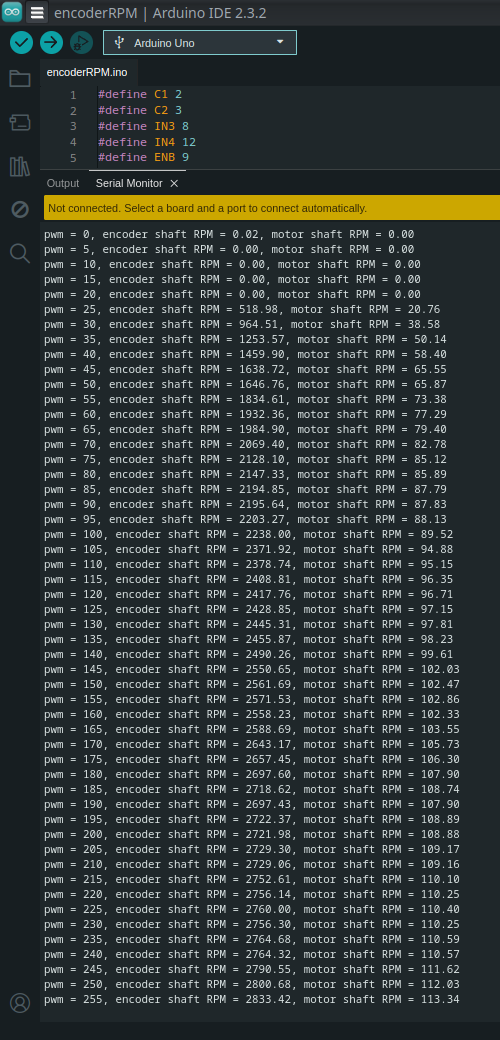 encoderRPM | Arduino IDE 2.3.2
Arduino Uno
encoderRPM.ino
1 #define C1 2
2 #define C2 3
3 #define IN3 8
4 #define IN4 12
5 #define ENB 9
Output Serial Monitor
Not connected. Select a board and a port to connect automatically.
pwm = 0, encoder shaft RPM = 0.02, motor shaft RPM = 0.00
pwm = 5, encoder shaft RPM = 0.00, motor shaft RPM = 0.00
pwm = 10, encoder shaft RPM = 0.00, motor shaft RPM = 0.00
pwm = 15, encoder shaft RPM = 0.00, motor shaft RPM = 0.00
pwm = 20, encoder shaft RPM = 0.00, motor shaft RPM = 0.00
pwm = 25, encoder shaft RPM = 518.98, motor shaft RPM = 20.76
pwm = 30, encoder shaft RPM = 964.51, motor shaft RPM = 38.58
pwm = 35, encoder shaft RPM = 1253.57, motor shaft RPM = 50.14
pwm = 40, encoder shaft RPM = 1459.90, motor shaft RPM = 58.40
pwm = 45, encoder shaft RPM = 1638.72, motor shaft RPM = 65.55
pwm = 50, encoder shaft RPM = 1646.76, motor shaft RPM = 65.87
pwm = 55, encoder shaft RPM = 1834.61, motor shaft RPM = 73.38
pwm = 60, encoder shaft RPM = 1932.36, motor shaft RPM = 77.29
pwm = 65, encoder shaft RPM = 1984.90, motor shaft RPM = 79.40
pwm = 70, encoder shaft RPM = 2069.40, motor shaft RPM = 82.78
pwm = 75, encoder shaft RPM = 2128.10, motor shaft RPM = 85.12
pwm = 80, encoder shaft RPM = 2147.33, motor shaft RPM = 85.89
pwm = 85, encoder shaft RPM = 2194.85, motor shaft RPM = 87.79
pwm = 90, encoder shaft RPM = 2195.64, motor shaft RPM = 87.83
pwm = 95, encoder shaft RPM = 2203.27, motor shaft RPM = 88.13
pwm = 100, encoder shaft RPM = 2238.00, motor shaft RPM = 89.52
pwm = 105, encoder shaft RPM = 2371.92, motor shaft RPM = 94.88
pwm = 110, encoder shaft RPM = 2378.74, motor shaft RPM = 95.15
pwm = 115, encoder shaft RPM = 2408.81, motor shaft RPM = 96.35
pwm = 120, encoder shaft RPM = 2417.76, motor shaft RPM = 96.71
pwm = 125, encoder shaft RPM = 2428.85, motor shaft RPM = 97.15
pwm = 130, encoder shaft RPM = 2445.31, motor shaft RPM = 97.81
pwm = 135, encoder shaft RPM = 2455.87, motor shaft RPM = 98.23
pwm = 140, encoder shaft RPM = 2490.26, motor shaft RPM = 99.61
pwm = 145, encoder shaft RPM = 2550.65, motor shaft RPM = 102.03
pwm = 150, encoder shaft RPM = 2561.69, motor shaft RPM = 102.47
pwm = 155, encoder shaft RPM = 2571.53, motor shaft RPM = 102.86
pwm = 160, encoder shaft RPM = 2558.23, motor shaft RPM = 102.33
pwm = 165, encoder shaft RPM = 2588.69, motor shaft RPM = 103.55
pwm = 170, encoder shaft RPM = 2643.17, motor shaft RPM = 105.73
pwm = 175, encoder shaft RPM = 2657.45, motor shaft RPM = 106.30
pwm = 180, encoder shaft RPM = 2697.60, motor shaft RPM = 107.90
pwm = 185, encoder shaft RPM = 2718.62, motor shaft RPM = 108.74
pwm = 190, encoder shaft RPM = 2697.43, motor shaft RPM = 107.90
pwm = 195, encoder shaft RPM = 2722.37, motor shaft RPM = 108.89
pwm = 200, encoder shaft RPM = 2721.98, motor shaft RPM = 108.88
pwm = 205, encoder shaft RPM = 2729.30, motor shaft RPM = 109.17
pwm = 210, encoder shaft RPM = 2729.06, motor shaft RPM = 109.16
pwm = 215, encoder shaft RPM = 2752.61, motor shaft RPM = 110.10
pwm = 220, encoder shaft RPM = 2756.14, motor shaft RPM = 110.25
pwm = 225, encoder shaft RPM = 2760.00, motor shaft RPM = 110.40
pwm = 230, encoder shaft RPM = 2756.30, motor shaft RPM = 110.25
pwm = 235, encoder shaft RPM = 2764.68, motor shaft RPM = 110.59
pwm = 240, encoder shaft RPM = 2764.32, motor shaft RPM = 110.57
pwm = 245, encoder shaft RPM = 2790.55, motor shaft RPM = 111.62
pwm = 250, encoder shaft RPM = 2800.68, motor shaft RPM = 112.03
pwm = 255, encoder shaft RPM = 2833.42, motor shaft RPM = 113.34